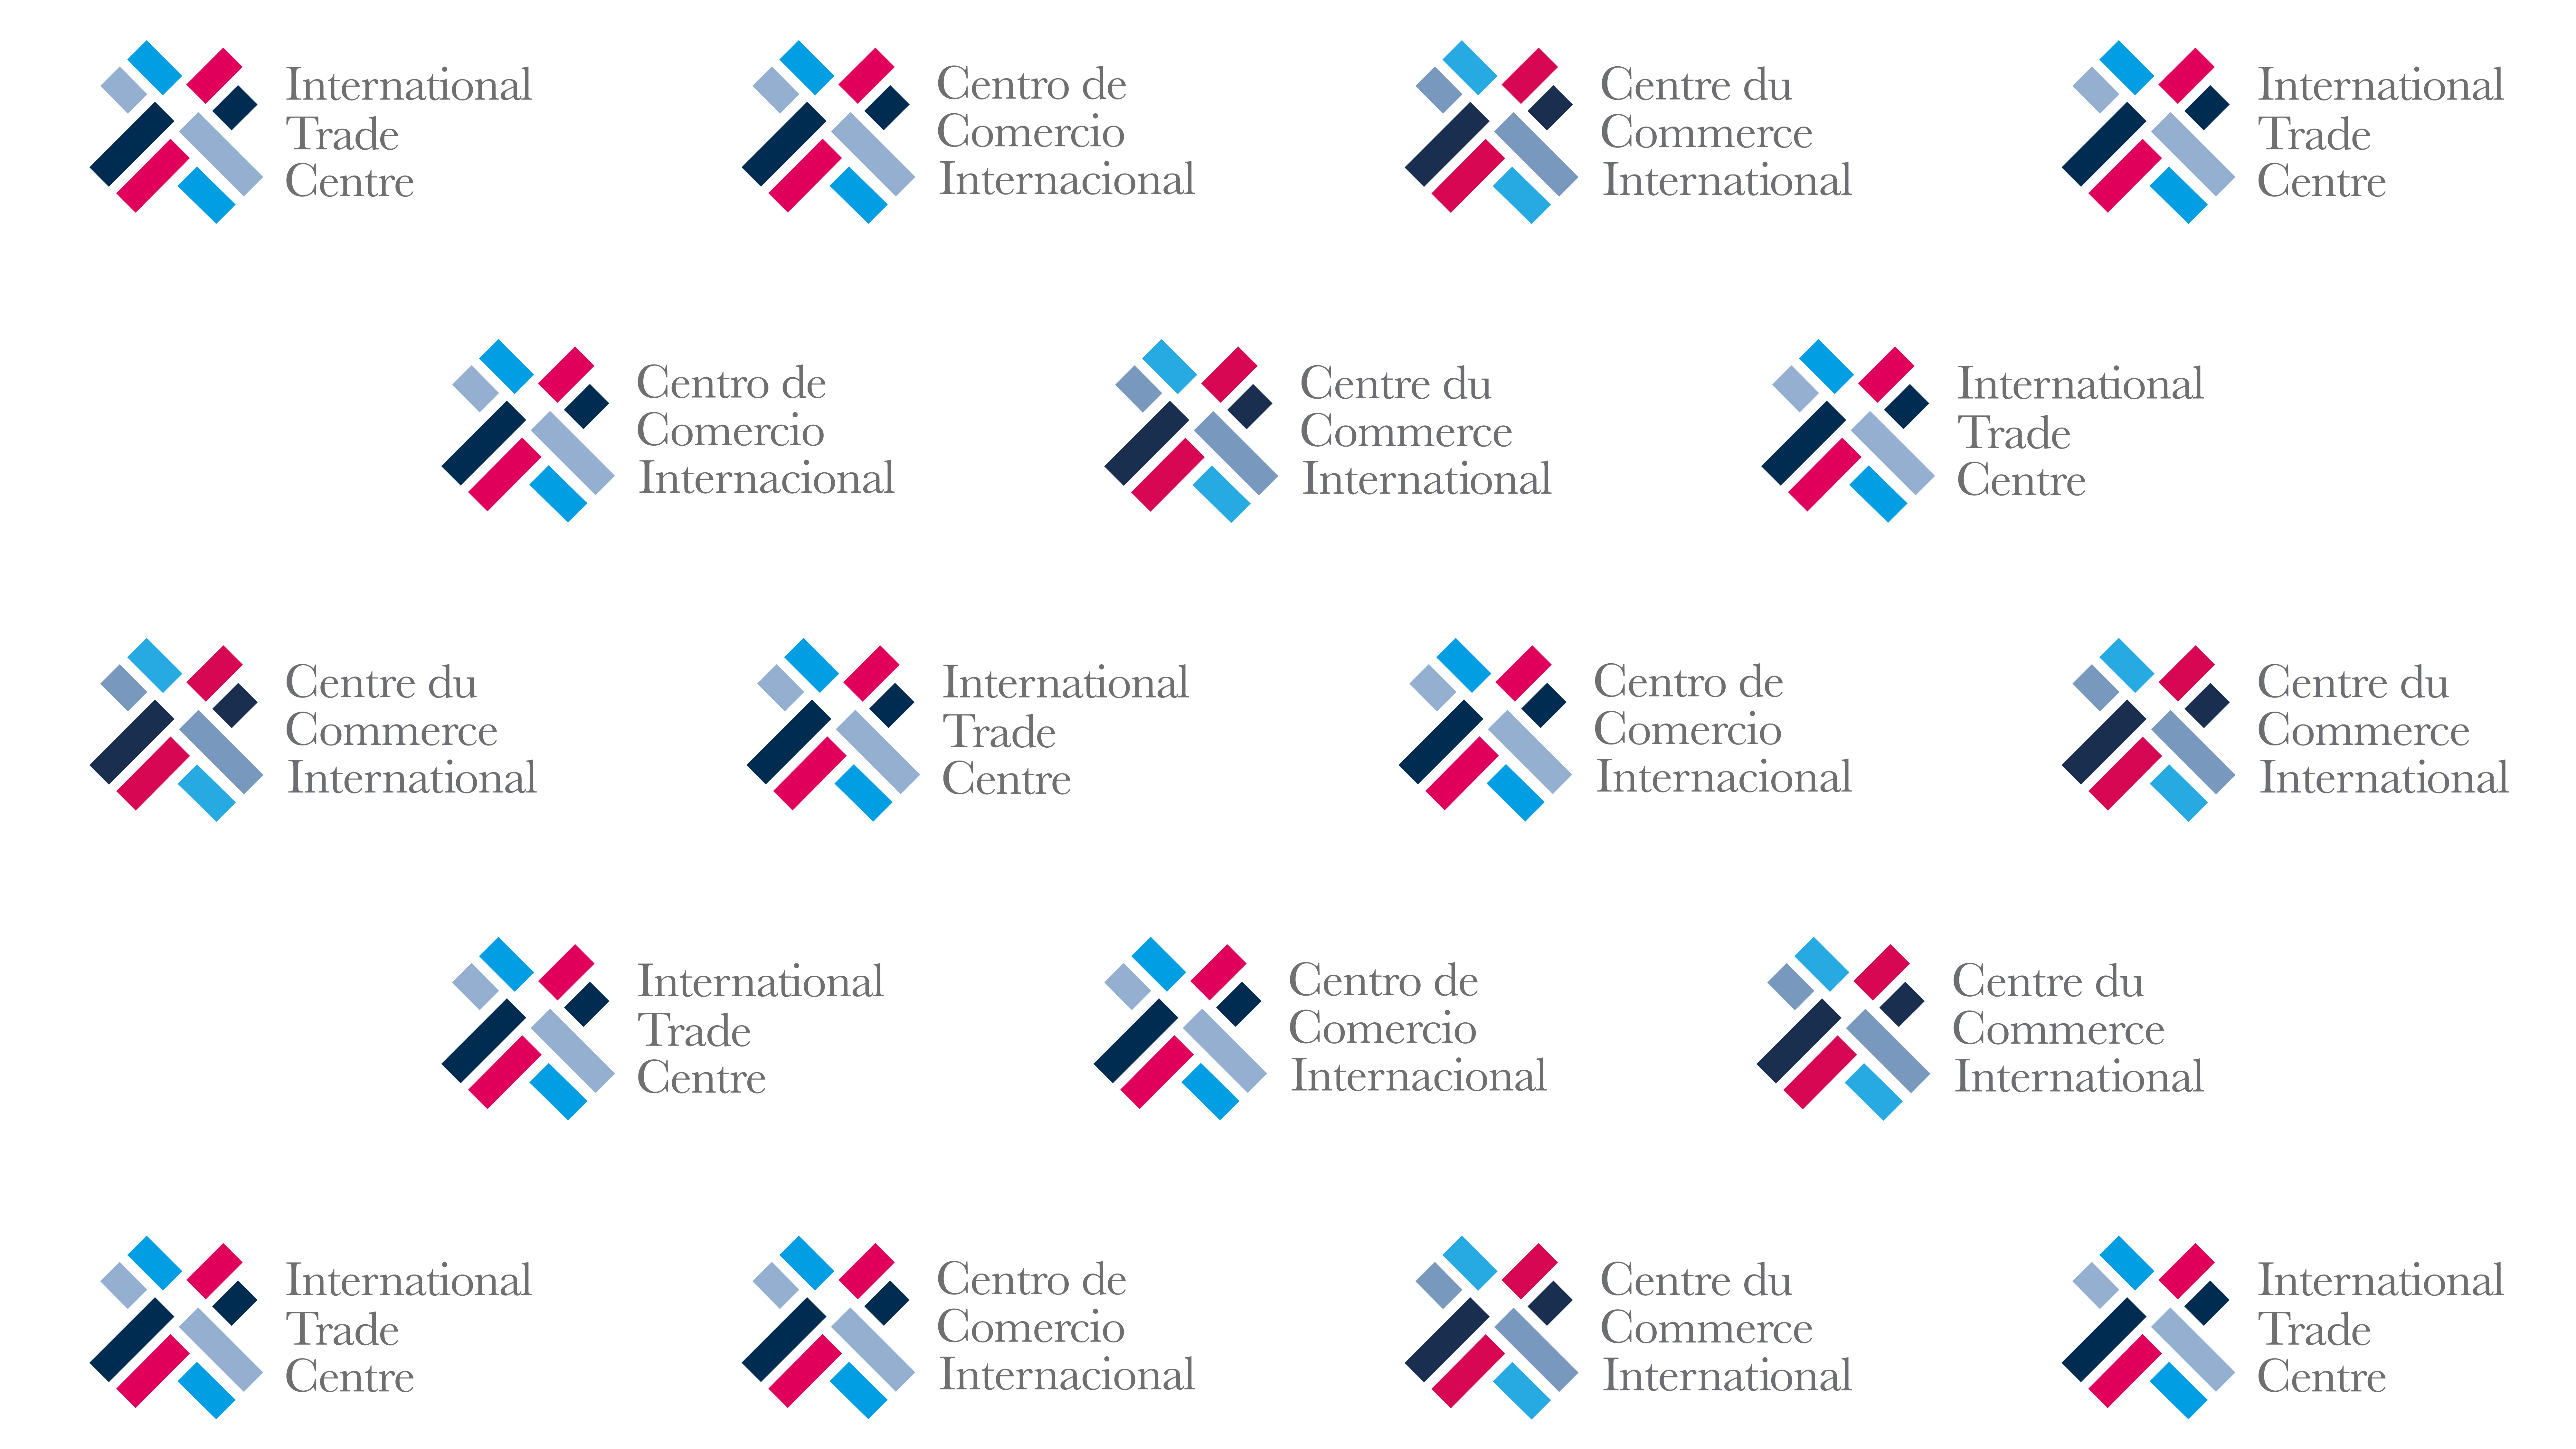 International
Trade
Centre
Centro de
Comercio
Internacional
Centre du
Commerce
International
International
Trade
Centre
Centro de
Comercio
Internacional
Centre du
Commerce
International
International
Trade
Centre
Centre du
Commerce
International
International
Trade
Centre
Centro de
Comercio
Internacional
Centre du
Commerce
International
International
Trade
Centre
Centro de
Comercio
Internacional
Centre du
Commerce
International
International
Trade
Centre
Centro de
Comercio
Internacional
Centre du
Commerce
International
International
Trade
Centre